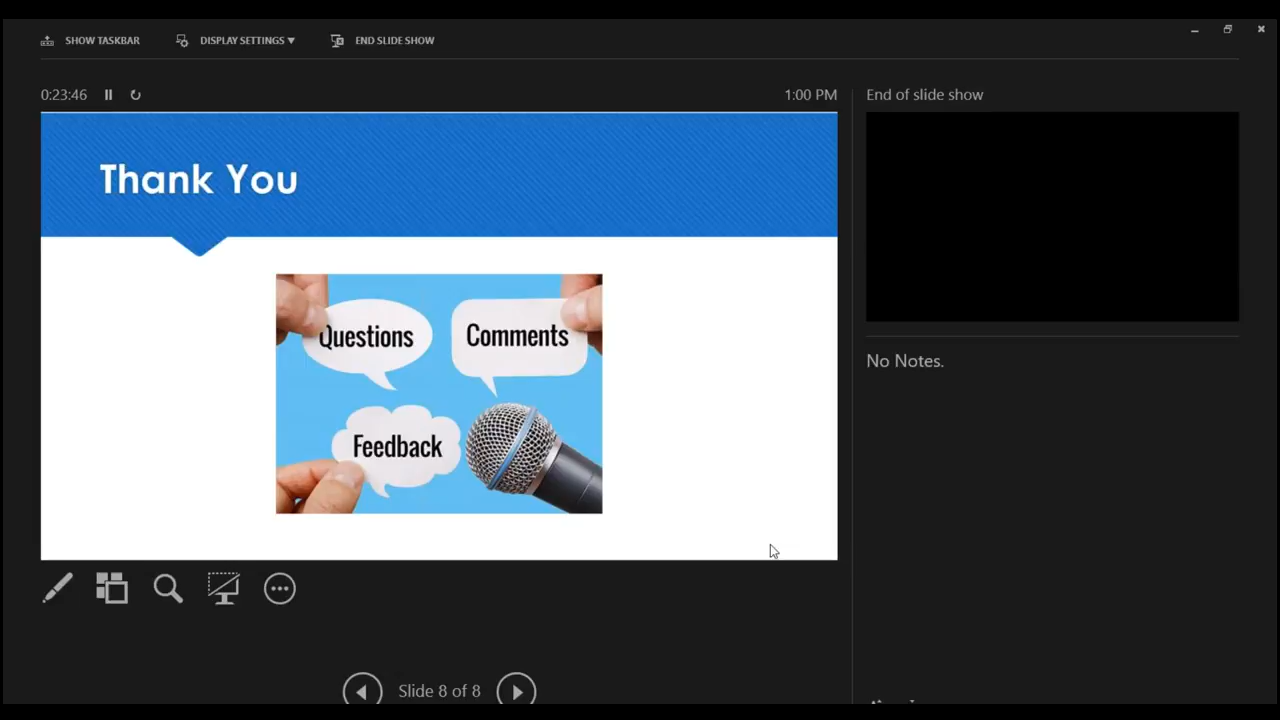 SHOW TASKBAR
DISPLAY SETTINGS ▾
END SLIDE SHOW
0:23:46
1:00 PM
End of slide show
Thank You
Questions
Comments
Feedback
No Notes.
Slide 8 of 8